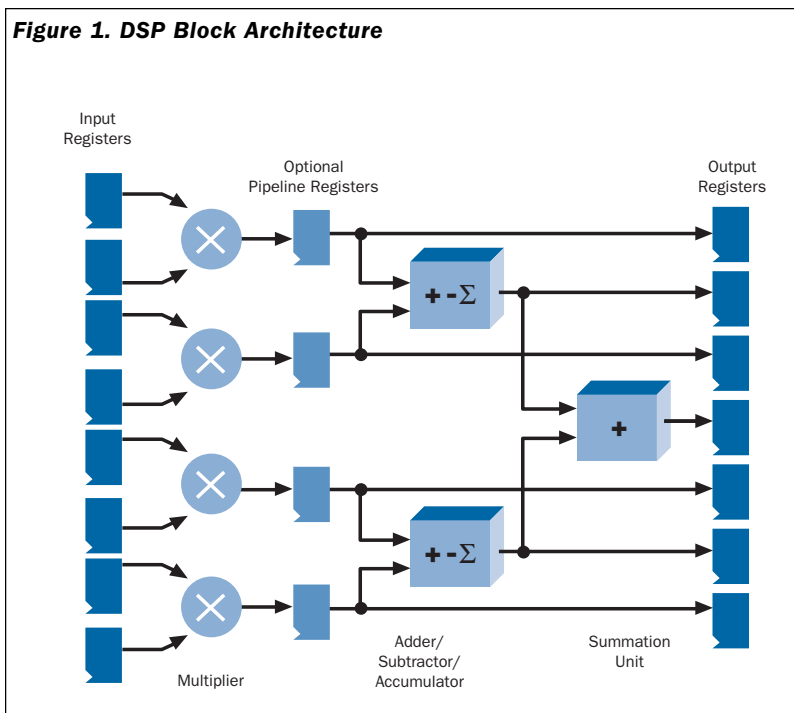 Figure 1. DSP Block Architecture
Input
Registers
Optional
Pipeline Registers
Output
Registers
+ - Σ
+
+ - Σ
Multiplier
Adder/
Subtractor/
Accumulator
Summation
Unit